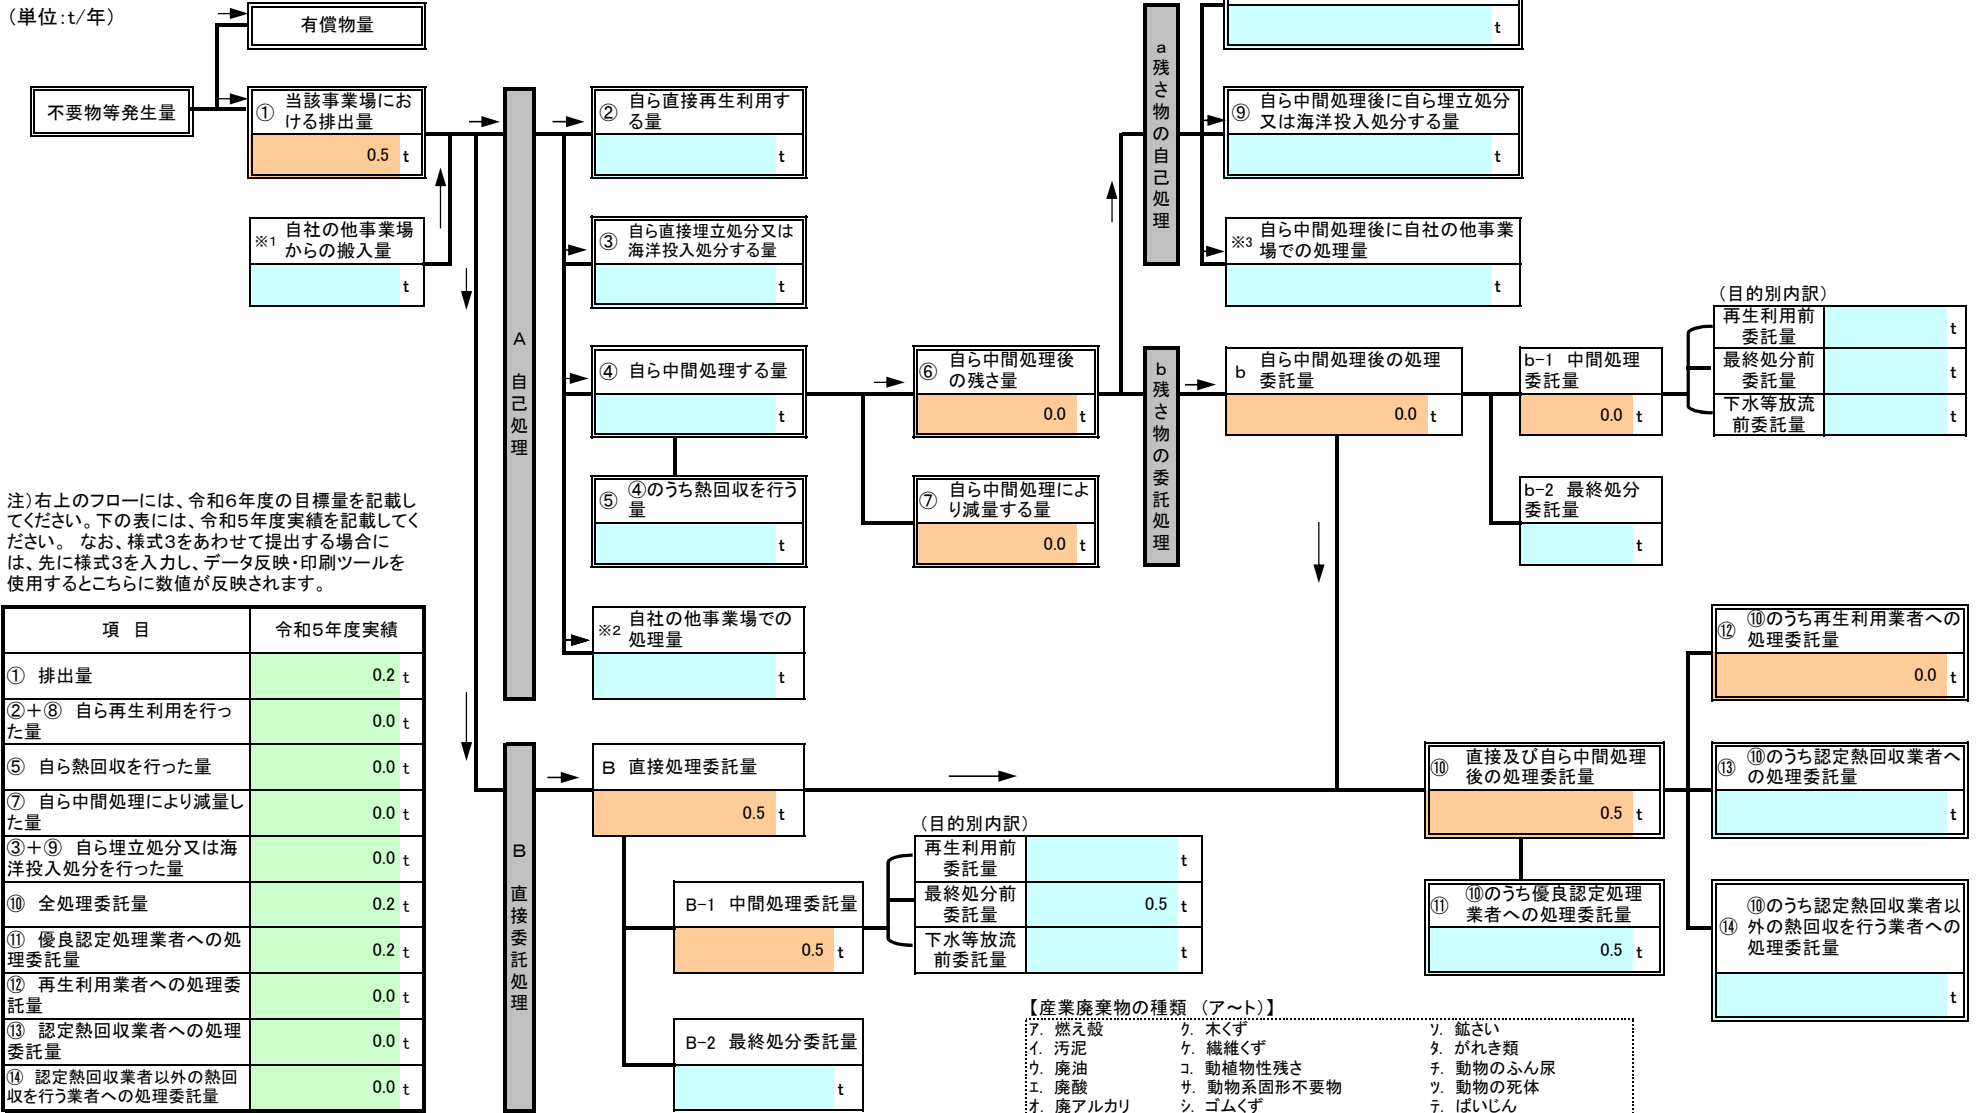 （単位：t/年）
有償物量
不要物等発生量
① 当該事業場にお
ける排出量
0.5 t
※1 自社の他事業場
からの搬入量
t
A 自己処理
② 自ら直接再生利用す
る量
t
③ 自ら直接埋立処分又は
海洋投入処分する量
t
④ 自ら中間処理する量
t
⑤ ④のうち熱回収を行う
量
t
※2 自社の他事業場での
処理量
t
⑥ 自ら中間処理後
の残さ量
0.0 t
⑦ 自ら中間処理によ
り減量する量
0.0 t
a 残さ物の自己処理
t
⑨ 自ら中間処理後に自ら埋立処分
又は海洋投入処分する量
t
※3 自ら中間処理後に自社の他事業
場での処理量
t
b 残さ物の委託処理
b 自ら中間処理後の処理
委託量
0.0 t
b-1 中間処理
委託量
0.0 t
（目的別内訳）
再生利用前
委託量
t
最終処分前
委託量
t
下水等放流
前委託量
t
b-2 最終処分
委託量
t
注）右上のフローには、令和６年度の目標量を記載し
てください。下の表には、令和５年度実績を記載してく
ださい。 なお、様式３をあわせて提出する場合に
は、先に様式３を入力し、データ反映・印刷ツールを
使用するとこちらに数値が反映されます。
項 目 令和５年度実績
① 排出量 0.2 t
②＋⑧ 自ら再生利用を行っ
た量 0.0 t
⑤ 自ら熱回収を行った量 0.0 t
⑦ 自ら中間処理により減量し
た量 0.0 t
③＋⑨ 自ら埋立処分又は海
洋投入処分を行った量 0.0 t
⑩ 全処理委託量 0.2 t
⑪ 優良認定処理業者への処
理委託量 0.2 t
⑫ 再生利用業者への処理委
託量 0.0 t
⑬ 認定熱回収業者への処理
委託量 0.0 t
⑭ 認定熱回収業者以外の熱回
収を行う業者への処理委託量 0.0 t
B 直接委託処理
B 直接処理委託量
0.5 t
B-1 中間処理委託量
0.5 t
（目的別内訳）
再生利用前
委託量
t
最終処分前
委託量
0.5 t
下水等放流
前委託量
t
B-2 最終処分委託量
t
⑩ 直接及び自ら中間処理
後の処理委託量
0.5 t
⑪ ⑩のうち優良認定処理
業者への処理委託量
0.5 t
⑫ ⑩のうち再生利用業者への
処理委託量
0.0 t
⑬ ⑩のうち認定熱回収業者へ
の処理委託量
t
⑭ ⑩のうち認定熱回収業者以
外の熱回収を行う業者への
処理委託量
t
【産業廃棄物の種類 （ア～ト）】
ア. 燃え殻 ク. 木くず ソ. 鉱さい
イ. 汚泥 ケ. 繊維くず タ. がれき類
ウ. 廃油 コ. 動植物性残さ チ. 動物のふん尿
エ. 廃酸 サ. 動物系固形不要物 ツ. 動物の死体
オ. 廃アルカリ シ. ゴムくず テ. ばいじん